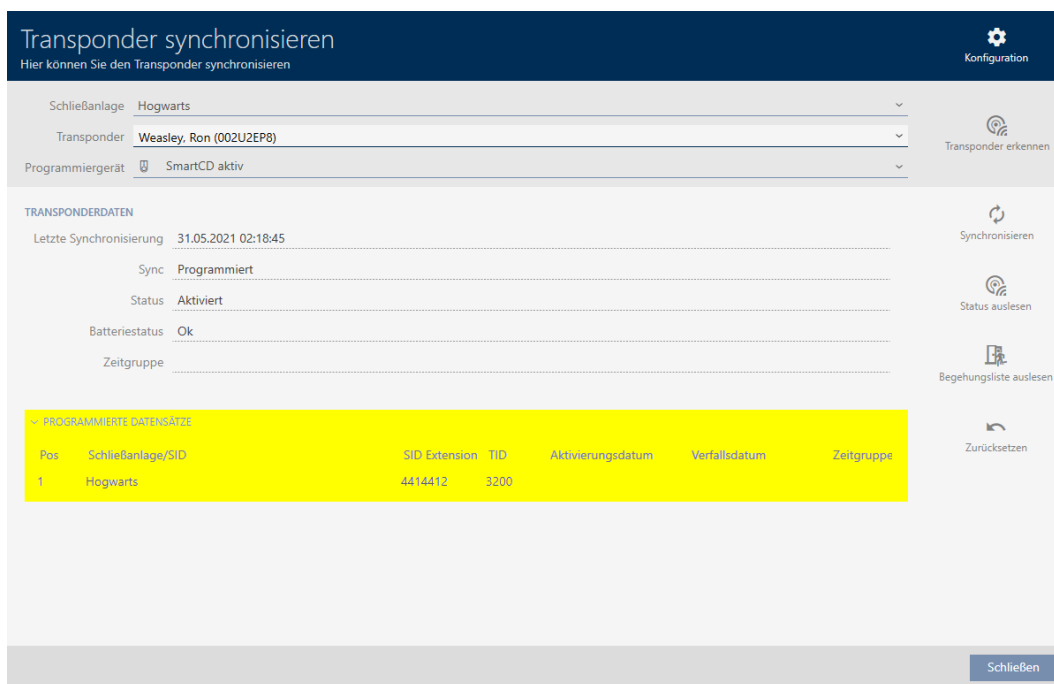 Transponder synchronisieren
Hier können Sie den Transponder synchronisieren
Konfiguration
Schließanlage Hogwarts
Transponder Weasley, Ron (002U2EP8)
Programmiergerät SmartCD aktiv
Transponder erkennen
TRANSPONDERDATEN
Letzte Synchronisierung 31.05.2021 02:18:45
Sync Programmiert
Status Aktiviert
Batteriestatus Ok
Zeitgruppe
Synchronisieren
Status auslesen
Begehungsliste auslesen
Zurücksetzen
PROGRAMMIERTE DATENSÄTZE
Pos Schließanlage/SID SID Extension TID Aktivierungsdatum Verfallsdatum Zeitgruppe
1 Hogwarts 4414412 3200
Schließen